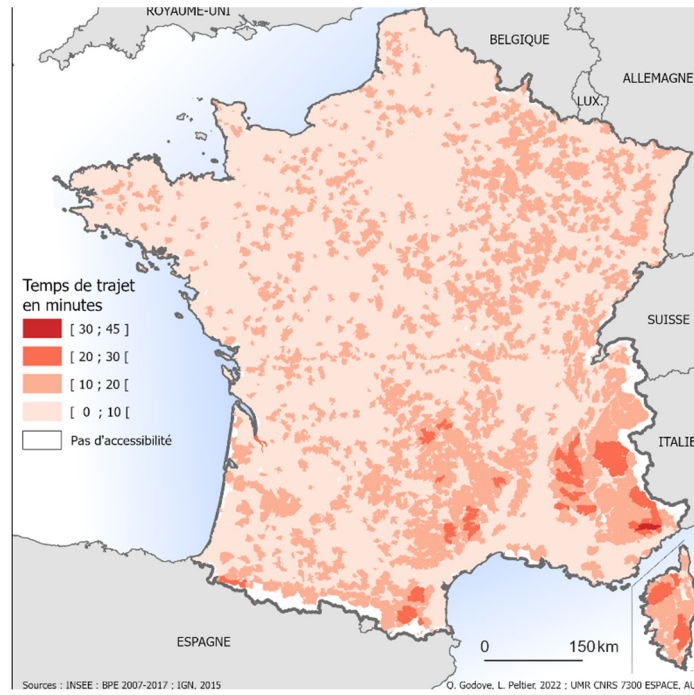 ROYAUME-UNI
BELGIQUE
ALLEMAGNE
LUX.
Temps de trajet
en minutes
[ 30 ; 45 ]
[ 20 ; 30 [
[ 10 ; 20 [
[ 0 ; 10 [
Pas d'accessibilité
SUISSE
ITALIE
ESPAGNE
0 150 km
Sources : INSEE : BPE 2007-2017 ; IGN, 2015
O. Godoye, L. Peltier, 2022 ; UMR CNRS 7300 ESPACE, AU